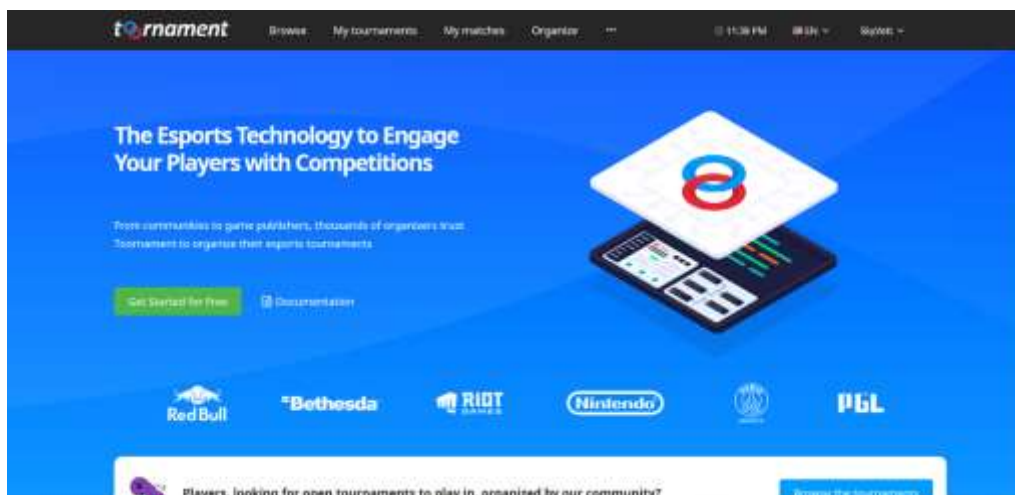 toornament Browse My tournaments My matches Organize ··· 11:38 PM EN
The Esports Technology to Engage
Your Players with Competitions
From communities to game publishers, thousands of organizers trust
Toornament to organize their esports tournaments
Get Started for Free Documentation
Red Bull Bethesda RIOT GAMES Nintendo PGL
Players, looking for open tournaments to play in, organized by our community? Browse the tournaments